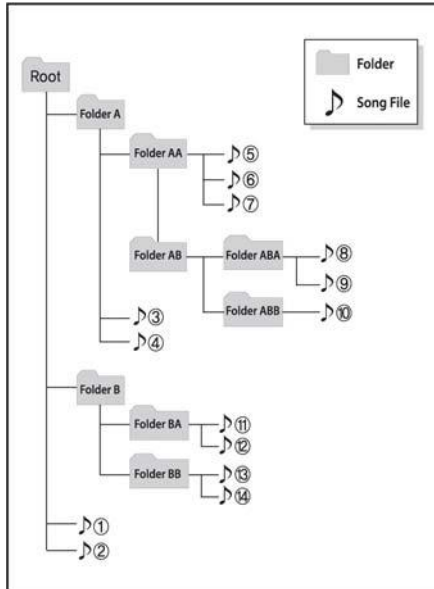 Root
Folder
Song File
Folder A
Folder AA
⑤
⑥
⑦
Folder AB
Folder ABA
⑧
⑨
Folder ABB
⑩
③
④
Folder B
Folder BA
⑪
⑫
Folder BB
⑬
⑭
①
②